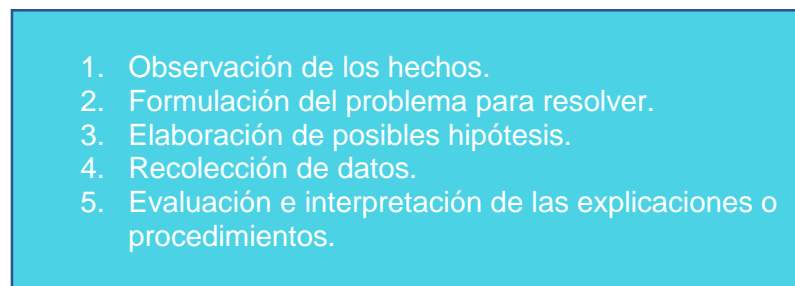 1. Observación de los hechos.
2. Formulación del problema para resolver.
3. Elaboración de posibles hipótesis.
4. Recolección de datos.
5. Evaluación e interpretación de las explicaciones o
procedimientos.